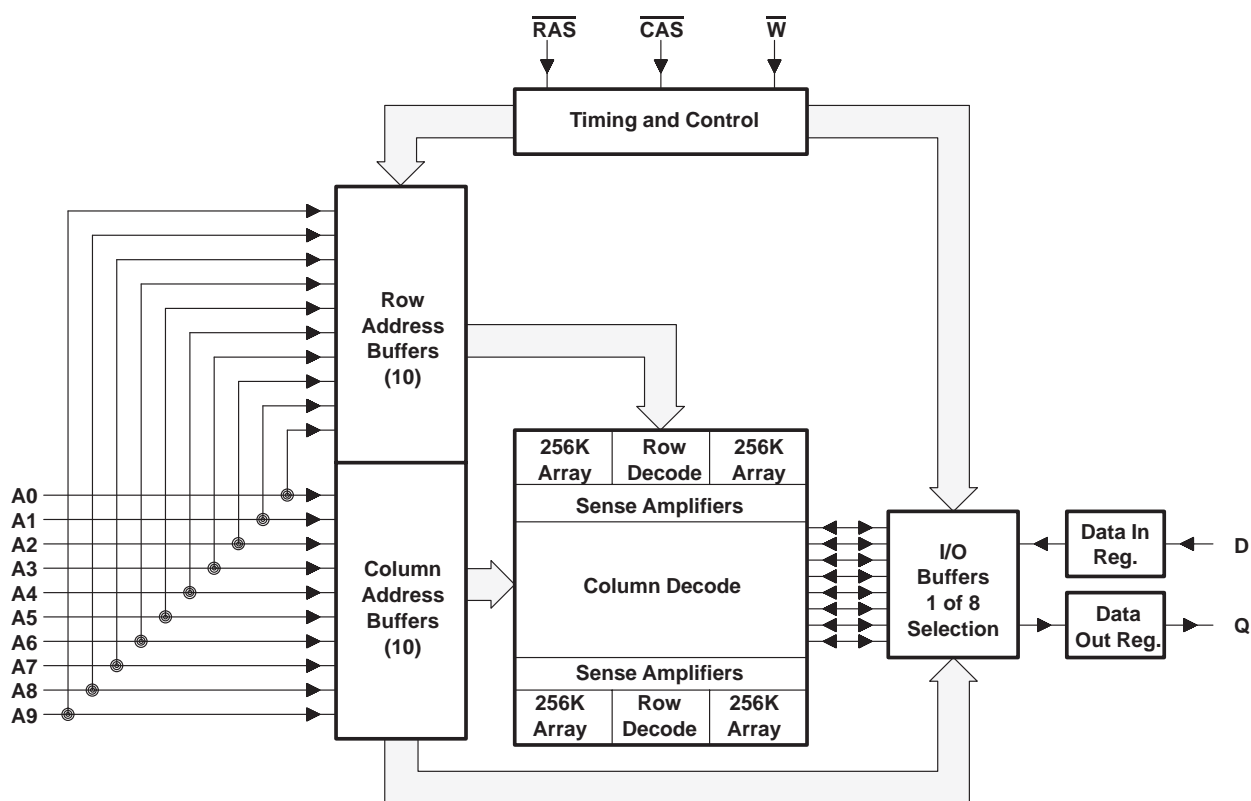 RAS CAS W
Timing and Control
Row
Address
Buffers
(10)
256K
Array
Row
Decode
256K
Array
Sense Amplifiers
Column Decode
Sense Amplifiers
256K
Array
Row
Decode
256K
Array
A0
A1
A2
A3
A4
A5
A6
A7
A8
A9
Column
Address
Buffers
(10)
I/O
Buffers
1 of 8
Selection
Data In
Reg.
D
Data
Out Reg.
Q